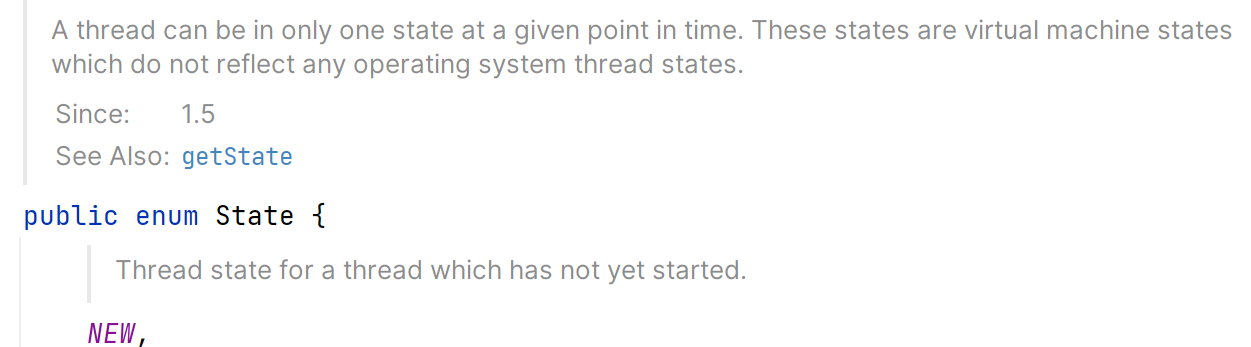 A thread can be in only one state at a given point in time. These states are virtual machine states
which do not reflect any operating system thread states.
Since: 1.5
See Also: getState
public enum State {
Thread state for a thread which has not yet started.
NEW,